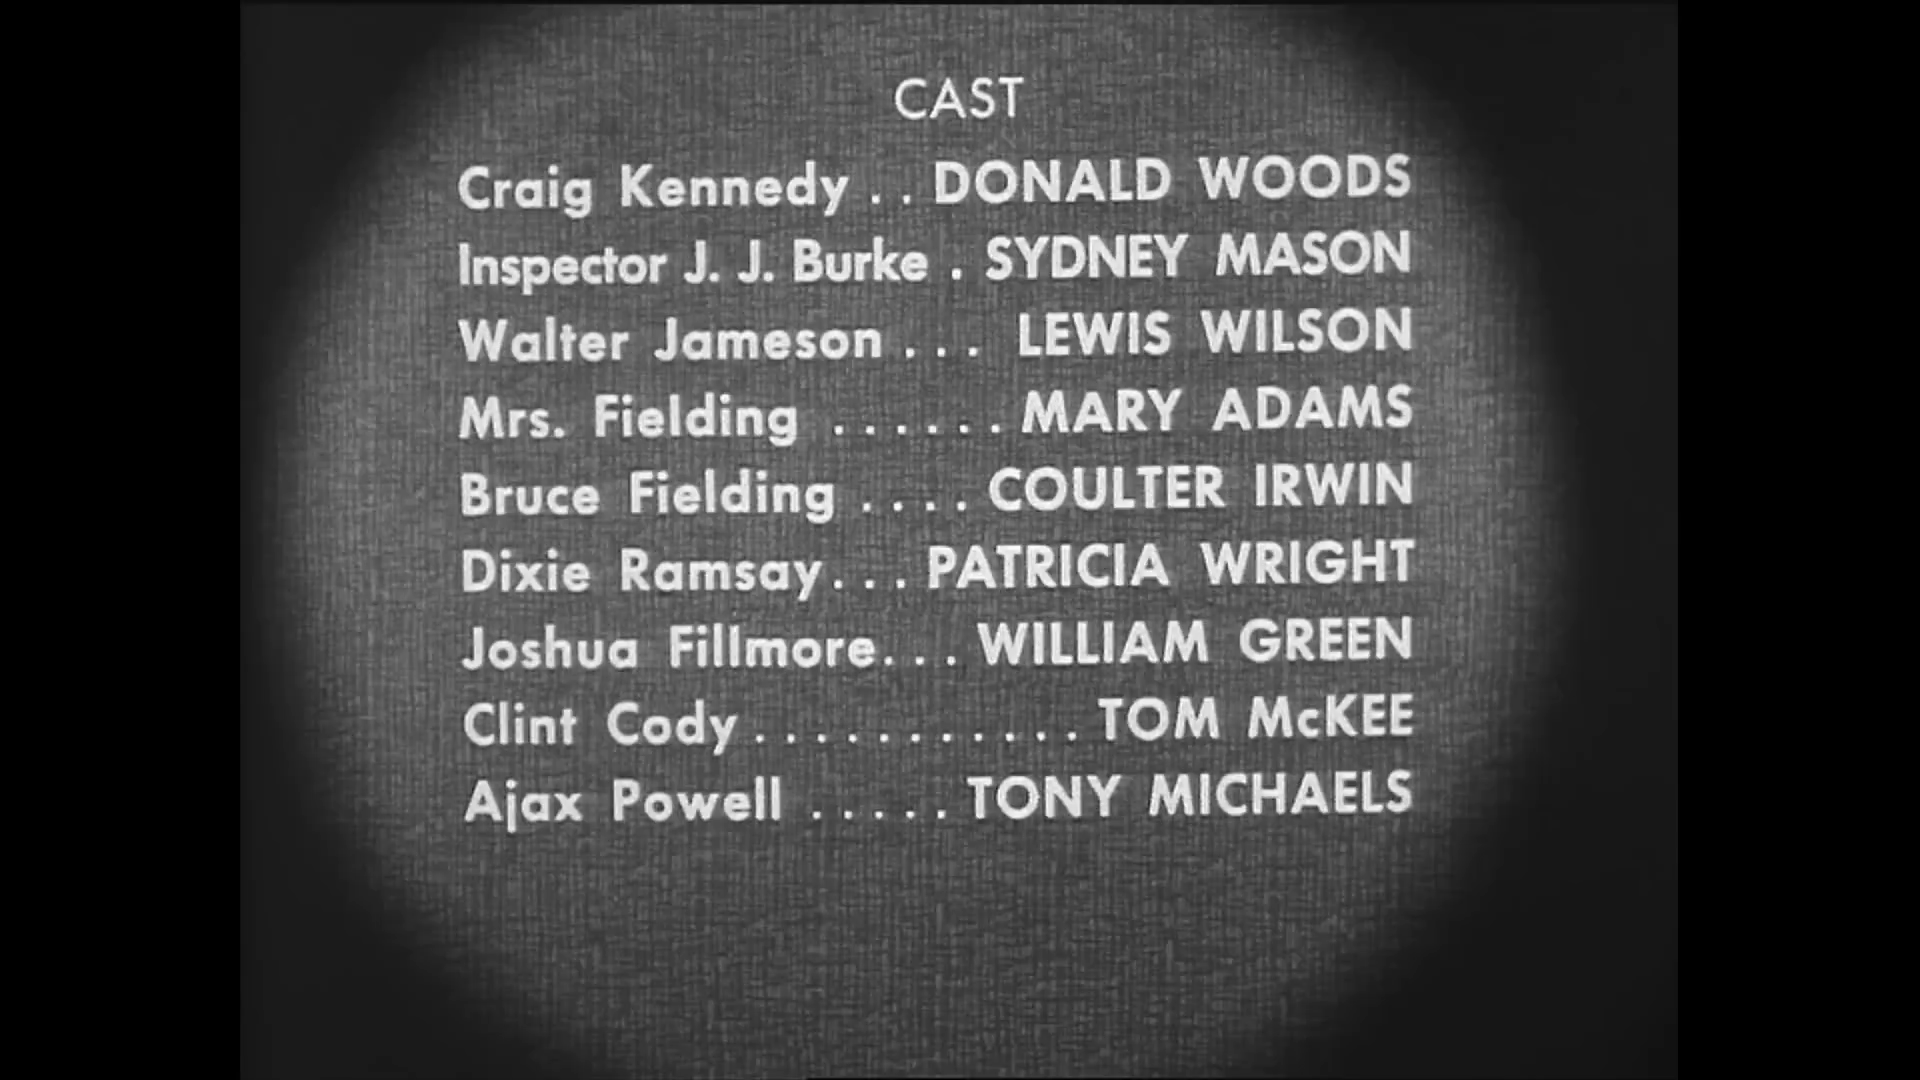 CAST
Craig Kennedy . . DONALD WOODS
Inspector J. J. Burke . SYDNEY MASON
Walter Jameson . . . LEWIS WILSON
Mrs. Fielding . . . . . . MARY ADAMS
Bruce Fielding . . . . COULTER IRWIN
Dixie Ramsay . . . PATRICIA WRIGHT
Joshua Fillmore . . . WILLIAM GREEN
Clint Cody . . . . . . . . . . . TOM McKEE
Ajax Powell . . . . . TONY MICHAELS